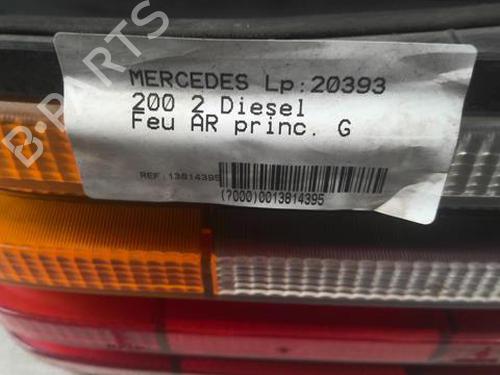 B-PARTS
MERCEDES Lp:20393
200 2 Diesel
Feu AR princ. G
REF:13814395
(7000)0013814395